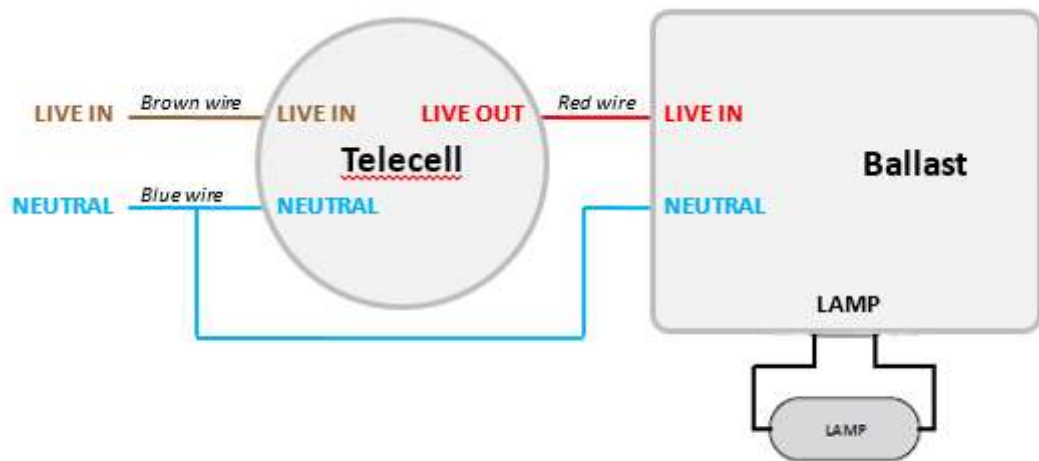 Brown wire
LIVE IN
LIVE IN
LIVE OUT
Red wire
LIVE IN
Telecell
Ballast
Blue wire
NEUTRAL
NEUTRAL
NEUTRAL
LAMP
LAMP